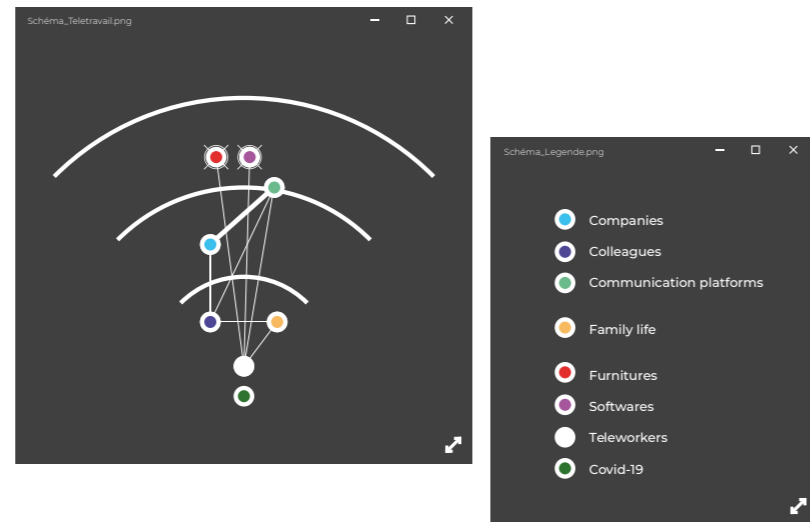 Schéma_Teletravail.png
Schéma_Legende.png
Companies
Colleagues
Communication platforms
Family life
Furnitures
Softwares
Teleworkers
Covid-19